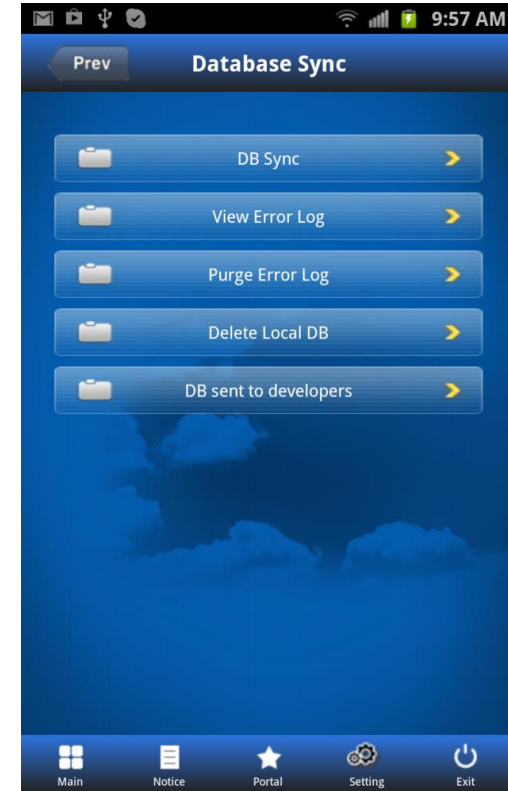 9:57 AM
Prev
Database Sync
DB Sync
View Error Log
Purge Error Log
Delete Local DB
DB sent to developers
Main
Notice
Portal
Setting
Exit